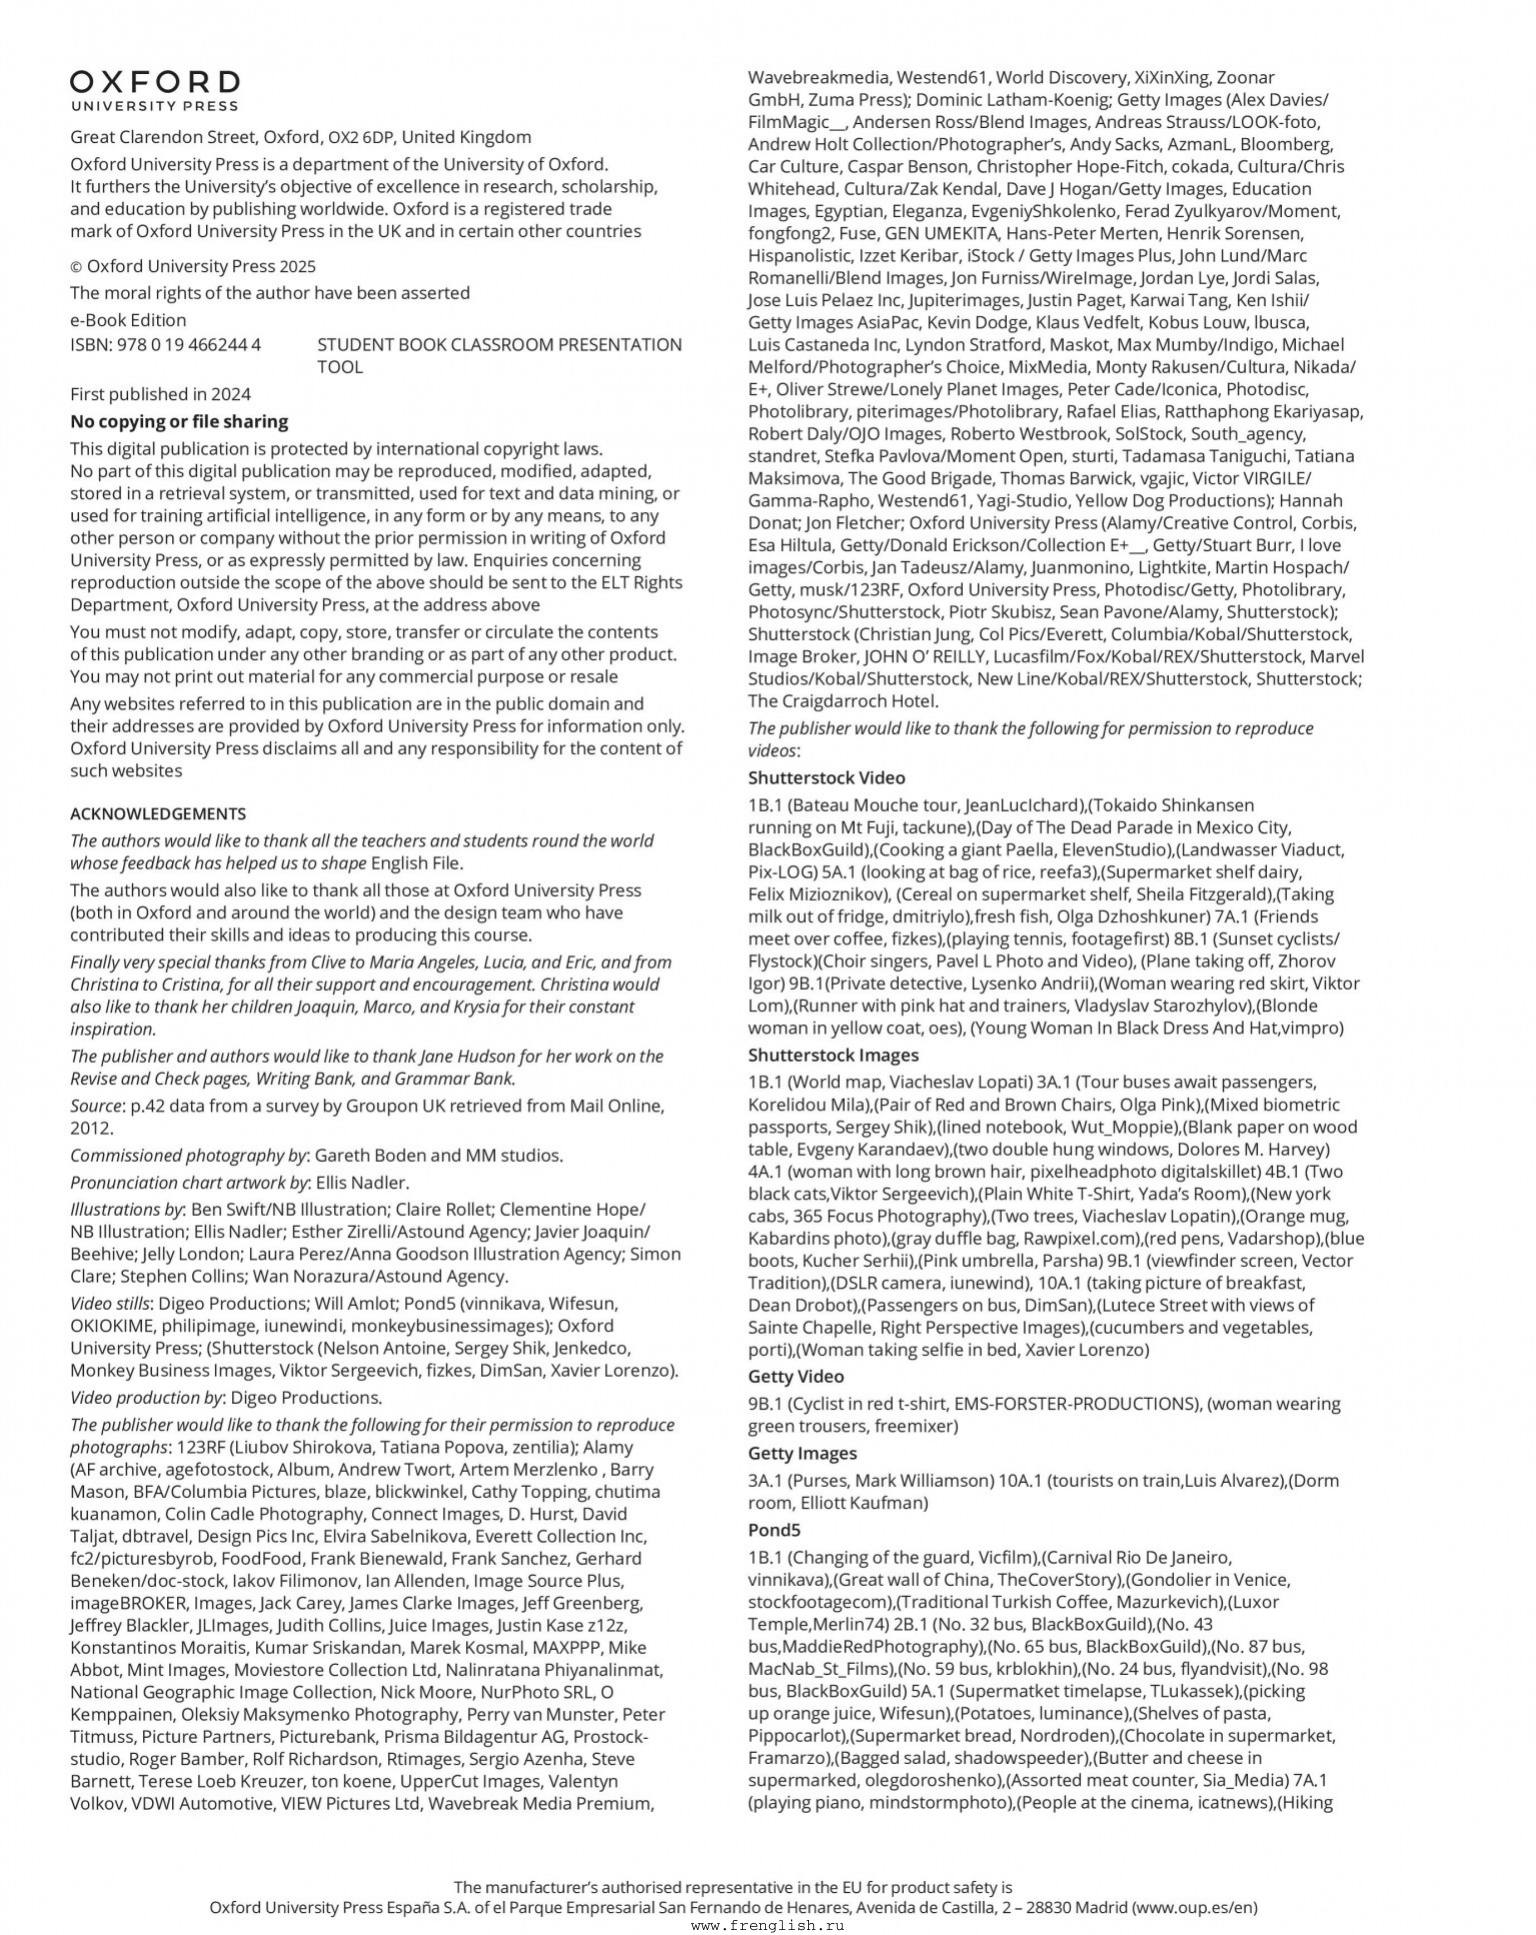 OXFORD
UNIVERSITY PRESS
Great Clarendon Street, Oxford, OX2 6DP, United Kingdom
Oxford University Press is a department of the University of Oxford.
It furthers the University’s objective of excellence in research, scholarship,
and education by publishing worldwide. Oxford is a registered trade
mark of Oxford University Press in the UK and in certain other countries
© Oxford University Press 2025
The moral rights of the author have been asserted
e-Book Edition
ISBN: 978 0 19 466244 4 STUDENT BOOK CLASSROOM PRESENTATION
TOOL
First published in 2024
No copying or file sharing
This digital publication is protected by international copyright laws.
No part of this digital publication may be reproduced, modified, adapted,
stored in a retrieval system, or transmitted, used for text and data mining, or
used for training artificial intelligence, in any form or by any means, to any
other person or company without the prior permission in writing of Oxford
University Press, or as expressly permitted by law. Enquiries concerning
reproduction outside the scope of the above should be sent to the ELT Rights
Department, Oxford University Press, at the address above
You must not modify, adapt, copy, store, transfer or circulate the contents
of this publication under any other branding or as part of any other product.
You may not print out material for any commercial purpose or resale
Any websites referred to in this publication are in the public domain and
their addresses are provided by Oxford University Press for information only.
Oxford University Press disclaims all and any responsibility for the content of
such websites
ACKNOWLEDGEMENTS
The authors would like to thank all the teachers and students round the world
whose feedback has helped us to shape English File.
The authors would also like to thank all those at Oxford University Press
(both in Oxford and around the world) and the design team who have
contributed their skills and ideas to producing this course.
Finally very special thanks from Clive to Maria Angeles, Lucia, and Eric, and from
Christina to Cristina, for all their support and encouragement. Christina would
also like to thank her children Joaquin, Marco, and Krysia for their constant
inspiration.
The publisher and authors would like to thank Jane Hudson for her work on the
Revise and Check pages, Writing Bank, and Grammar Bank.
Source: p.42 data from a survey by Groupon UK retrieved from Mail Online,
2012.
Commissioned photography by: Gareth Boden and MM studios.
Pronunciation chart artwork by: Ellis Nadler.
Illustrations by: Ben Swift/NB Illustration; Claire Rollet; Clementine Hope/
NB Illustration; Ellis Nadler; Esther Zirelli/Astound Agency; Javier Joaquin/
Beehive; Jelly London; Laura Perez/Anna Goodson Illustration Agency; Simon
Clare; Stephen Collins; Wan Norazura/Astound Agency.
Video stills: Digeo Productions; Will Amlot; Pond5 (vinnikava, Wifesun,
OKIOKIME, philipimage, iunewindi, monkeybusinessimages); Oxford
University Press; (Shutterstock (Nelson Antoine, Sergey Shik, Jenkedco,
Monkey Business Images, Viktor Sergeevich, fizkes, DimSan, Xavier Lorenzo).
Video production by: Digeo Productions.
The publisher would like to thank the following for their permission to reproduce
photographs: 123RF (Liubov Shirokova, Tatiana Popova, zentilia); Alamy
(AF archive, agefotostock, Album, Andrew Twort, Artem Merzlenko , Barry
Mason, BFA/Columbia Pictures, blaze, blickwinkel, Cathy Topping, chutima
kuanamon, Colin Cadle Photography, Connect Images, D. Hurst, David
Taljat, dbtravel, Design Pics Inc, Elvira Sabelnikova, Everett Collection Inc,
fc2/picturesbyrob, FoodFood, Frank Bienewald, Frank Sanchez, Gerhard
Beneken/doc-stock, Iakov Filimonov, Ian Allenden, Image Source Plus,
imageBROKER, Images, Jack Carey, James Clarke Images, Jeff Greenberg,
Jeffrey Blackler, JLImages, Judith Collins, Juice Images, Justin Kase z12z,
Konstantinos Moraitis, Kumar Sriskandan, Marek Kosmal, MAXPPP, Mike
Abbot, Mint Images, Moviestore Collection Ltd, Nalinratana Phiyanalinmat,
National Geographic Image Collection, Nick Moore, NurPhoto SRL, O
Kemppainen, Oleksiy Maksymenko Photography, Perry van Munster, Peter
Titmuss, Picture Partners, Picturebank, Prisma Bildagentur AG, Prostock-
studio, Roger Bamber, Rolf Richardson, Rtimages, Sergio Azenha, Steve
Barnett, Terese Loeb Kreuzer, ton koene, UpperCut Images, Valentyn
Volkov, VDWI Automotive, VIEW Pictures Ltd, Wavebreak Media Premium,
Wavebreakmedia, Westend61, World Discovery, XiXinXing, Zoonar
GmbH, Zuma Press); Dominic Latham-Koenig; Getty Images (Alex Davies/
FilmMagic__, Andersen Ross/Blend Images, Andreas Strauss/LOOK-foto,
Andrew Holt Collection/Photographer’s, Andy Sacks, AzmanL, Bloomberg,
Car Culture, Caspar Benson, Christopher Hope-Fitch, cokada, Cultura/Chris
Whitehead, Cultura/Zak Kendal, Dave J Hogan/Getty Images, Education
Images, Egyptian, Eleganza, EvgeniyShkolenko, Ferad Zyulkyarov/Moment,
fongfong2, Fuse, GEN UMEKITA, Hans-Peter Merten, Henrik Sorensen,
Hispanolistic, Izzet Keribar, iStock / Getty Images Plus, John Lund/Marc
Romanelli/Blend Images, Jon Furniss/WireImage, Jordan Lye, Jordi Salas,
Jose Luis Pelaez Inc, Jupiterimages, Justin Paget, Karwai Tang, Ken Ishii/
Getty Images AsiaPac, Kevin Dodge, Klaus Vedfelt, Kobus Louw, lbusca,
Luis Castaneda Inc, Lyndon Stratford, Maskot, Max Mumby/Indigo, Michael
Melford/Photographer’s Choice, MixMedia, Monty Rakusen/Cultura, Nikada/
E+, Oliver Strewe/Lonely Planet Images, Peter Cade/Iconica, Photodisc,
Photolibrary, piterimages/Photolibrary, Rafael Elias, Ratthaphong Ekariyasap,
Robert Daly/OJO Images, Roberto Westbrook, SolStock, South_agency,
standret, Stefka Pavlova/Moment Open, sturti, Tadamasa Taniguchi, Tatiana
Maksimova, The Good Brigade, Thomas Barwick, vgajic, Victor VIRGILE/
Gamma-Rapho, Westend61, Yagi-Studio, Yellow Dog Productions); Hannah
Donat; Jon Fletcher; Oxford University Press (Alamy/Creative Control, Corbis,
Esa Hiltula, Getty/Donald Erickson/Collection E+__, Getty/Stuart Burr, I love
images/Corbis, Jan Tadeusz/Alamy, Juanmonino, Lightkite, Martin Hospach/
Getty, musk/123RF, Oxford University Press, Photodisc/Getty, Photolibrary,
Photosync/Shutterstock, Piotr Skubisz, Sean Pavone/Alamy, Shutterstock);
Shutterstock (Christian Jung, Col Pics/Everett, Columbia/Kobal/Shutterstock,
Image Broker, JOHN O’ REILLY, Lucasfilm/Fox/Kobal/REX/Shutterstock, Marvel
Studios/Kobal/Shutterstock, New Line/Kobal/REX/Shutterstock, Shutterstock;
The Craigdarroch Hotel.
The publisher would like to thank the following for permission to reproduce
videos:
Shutterstock Video
1B.1 (Bateau Mouche tour, JeanLucIchard),(Tokaido Shinkansen
running on Mt Fuji, tackune),(Day of The Dead Parade in Mexico City,
BlackBoxGuild),(Cooking a giant Paella, ElevenStudio),(Landwasser Viaduct,
Pix-LOG) 5A.1 (looking at bag of rice, reefa3),(Supermarket shelf dairy,
Felix Mizioznikov), (Cereal on supermarket shelf, Sheila Fitzgerald),(Taking
milk out of fridge, dmitriylo),fresh fish, Olga Dzhoshkuner) 7A.1 (Friends
meet over coffee, fizkes),(playing tennis, footagefirst) 8B.1 (Sunset cyclists/
Flystock)(Choir singers, Pavel L Photo and Video), (Plane taking off, Zhorov
Igor) 9B.1(Private detective, Lysenko Andrii),(Woman wearing red skirt, Viktor
Lom),(Runner with pink hat and trainers, Vladyslav Starozhylov),(Blonde
woman in yellow coat, oes), (Young Woman In Black Dress And Hat,vimpro)
Shutterstock Images
1B.1 (World map, Viacheslav Lopati) 3A.1 (Tour buses await passengers,
Korelidou Mila),(Pair of Red and Brown Chairs, Olga Pink),(Mixed biometric
passports, Sergey Shik),(lined notebook, Wut_Moppie),(Blank paper on wood
table, Evgeny Karandaev),(two double hung windows, Dolores M. Harvey)
4A.1 (woman with long brown hair, pixelheadphoto digitalskillet) 4B.1 (Two
black cats,Viktor Sergeevich),(Plain White T-Shirt, Yada’s Room),(New york
cabs, 365 Focus Photography),(Two trees, Viacheslav Lopatin),(Orange mug,
Kabardins photo),(gray duffle bag, Rawpixel.com),(red pens, Vadarshop),(blue
boots, Kucher Serhii),(Pink umbrella, Parsha) 9B.1 (viewfinder screen, Vector
Tradition),(DSLR camera, iunewind), 10A.1 (taking picture of breakfast,
Dean Drobot),(Passengers on bus, DimSan),(Lutece Street with views of
Sainte Chapelle, Right Perspective Images),(cucumbers and vegetables,
porti),(Woman taking selfie in bed, Xavier Lorenzo)
Getty Video
9B.1 (Cyclist in red t-shirt, EMS-FORSTER-PRODUCTIONS), (woman wearing
green trousers, freemixer)
Getty Images
3A.1 (Purses, Mark Williamson) 10A.1 (tourists on train,Luis Alvarez),(Dorm
room, Elliott Kaufman)
Pond5
1B.1 (Changing of the guard, Vicfilm),(Carnival Rio De Janeiro,
vinnikava),(Great wall of China, TheCoverStory),(Gondolier in Venice,
stockfootagecom),(Traditional Turkish Coffee, Mazurkevich),(Luxor
Temple,Merlin74) 2B.1 (No. 32 bus, BlackBoxGuild),(No. 43
bus,MaddieRedPhotography),(No. 65 bus, BlackBoxGuild),(No. 87 bus,
MacNab_St_Films),(No. 59 bus, krblokhin),(No. 24 bus, flyandvisit),(No. 98
bus, BlackBoxGuild) 5A.1 (Supermatket timelapse, TLukassek),(picking
up orange juice, Wifesun),(Potatoes, luminance),(Shelves of pasta,
Pippocarlot),(Supermarket bread, Nordroden),(Chocolate in supermarket,
Framarzo),(Bagged salad, shadowspeeder),(Butter and cheese in
supermarked, olegdoroshenko),(Assorted meat counter, Sia_Media) 7A.1
(playing piano, mindstormphoto),(People at the cinema, icatnews),(Hiking
The manufacturer’s authorised representative in the EU for product safety is
Oxford University Press España S.A. of el Parque Empresarial San Fernando de Henares, Avenida de Castilla, 2 – 28830 Madrid (www.oup.es/en)
www.frenglish.ru